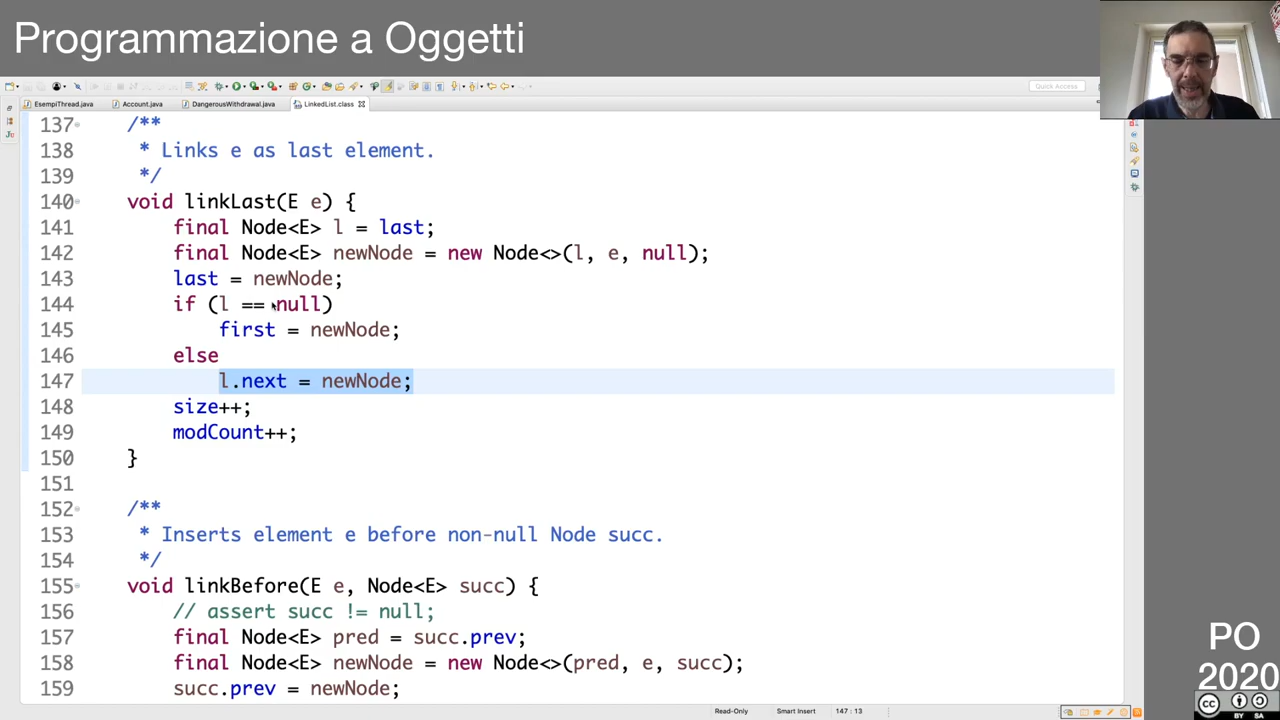 Programmazione a Oggetti
Quick Access
EsempiThread.java Account.java DangerousWithdrawal.java LinkedList.class
137 /**
138 * Links e as last element.
139 */
140 void linkLast(E e) {
141 final Node<E> l = last;
142 final Node<E> newNode = new Node<>(l, e, null);
143 last = newNode;
144 if (l == null)
145 first = newNode;
146 else
147 l.next = newNode;
148 size++;
149 modCount++;
150 }
151
152 /**
153 * Inserts element e before non-null Node succ.
154 */
155 void linkBefore(E e, Node<E> succ) {
156 // assert succ != null;
157 final Node<E> pred = succ.prev;
158 final Node<E> newNode = new Node<>(pred, e, succ);
159 succ.prev = newNode;
Read-Only Smart Insert 147 : 13
PO
2020
CC BY SA